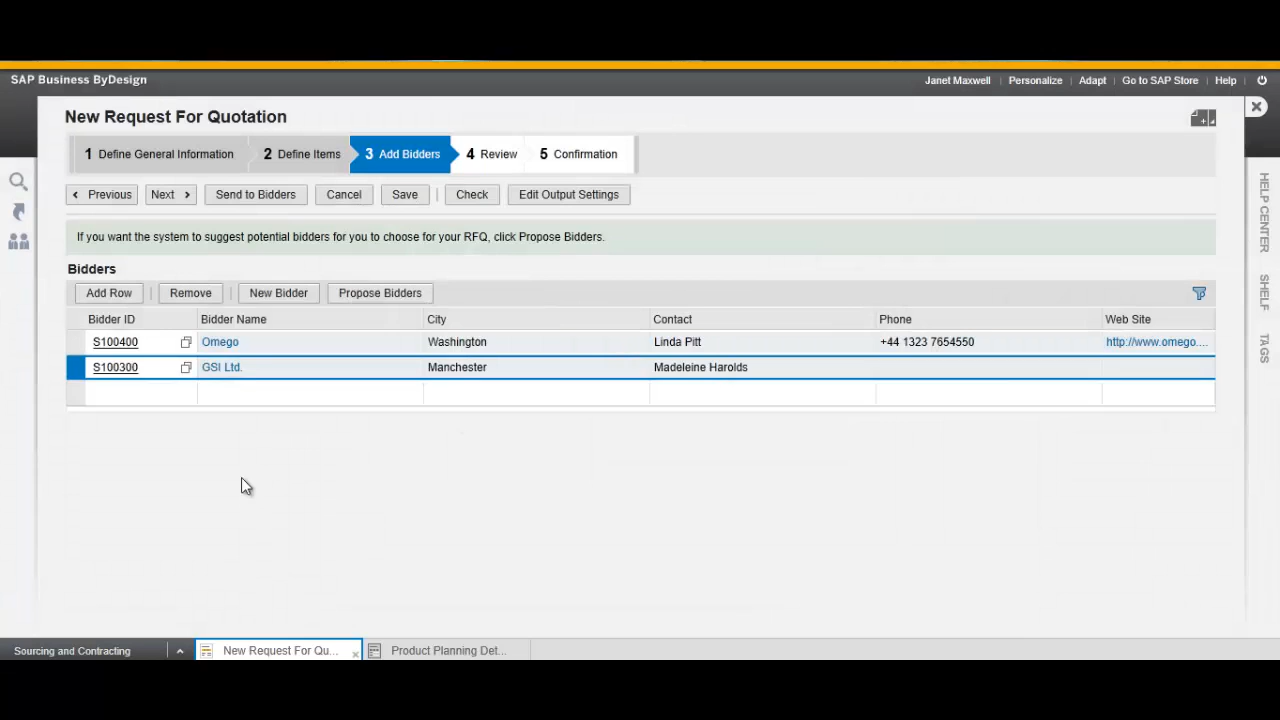 SAP Business ByDesign
Janet Maxwell Personalize Adapt Go to SAP Store Help
New Request For Quotation
1 Define General Information 2 Define Items 3 Add Bidders 4 Review 5 Confirmation
Previous Next Send to Bidders Cancel Save Check Edit Output Settings
If you want the system to suggest potential bidders for you to choose for your RFQ, click Propose Bidders.
Bidders
Add Row Remove New Bidder Propose Bidders
Bidder ID Bidder Name City Contact Phone Web Site
S100400 Omego Washington Linda Pitt +44 1323 7654550 http://www.omego....
S100300 GSI Ltd. Manchester Madeleine Harolds
HELP CENTER
SHELF
TAGS
Sourcing and Contracting New Request For Qu... Product Planning Det...